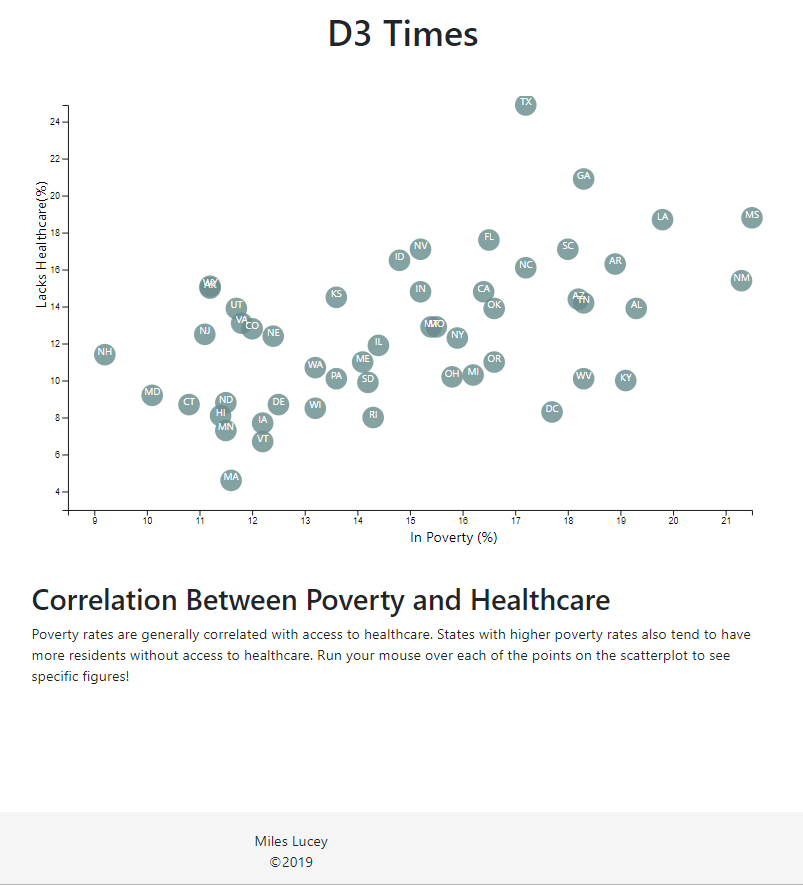 D3 Times
TX
24
22
GA
20
LA
MS
18
FL
NV
SC
ID
AR
NC
16
NM
KS
IN
CA
AZ
TN
14
UT
OK
AL
VA
CO
NJ
NE
NY
12
IL
NH
ME
OR
WA
MI
10
PA
SD
OH
WV
KY
MD
CT
ND
DE
WI
DC
8
HI
RI
IA
MN
VT
6
MA
4
Lacks Healthcare(%)
9 10 11 12 13 14 15 16 17 18 19 20 21
In Poverty (%)
Correlation Between Poverty and Healthcare
Poverty rates are generally correlated with access to healthcare. States with higher poverty rates also tend to have
more residents without access to healthcare. Run your mouse over each of the points on the scatterplot to see
specific figures!
Miles Lucey
©2019